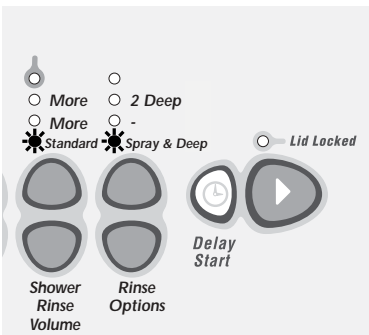 More 2 Deep
More -
Standard Spray & Deep
Lid Locked
Delay
Start
Shower
Rinse
Volume
Rinse
Options